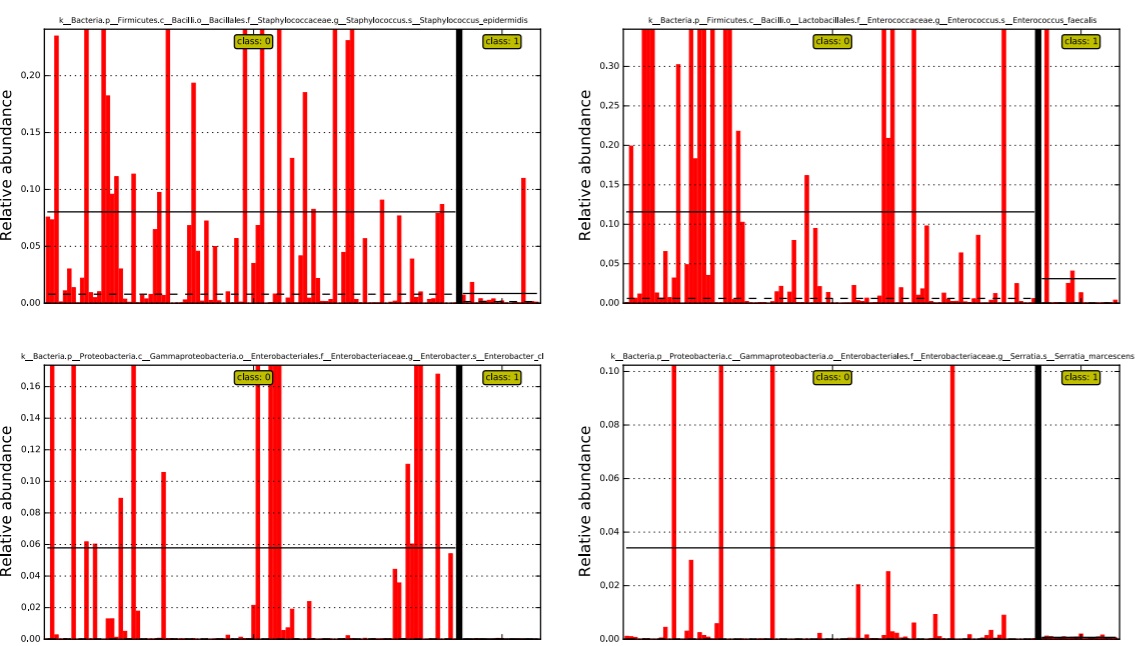 k__Bacteria.p__Firmicutes.c__Bacilli.o__Bacillales.f__Staphylococcaceae.g__Staphylococcus.s__Staphylococcus_epidermidis
class: 0
class: 1
0.20
0.15
0.10
0.05
0.00
Relative abundance
k__Bacteria.p__Firmicutes.c__Bacilli.o__Lactobacillales.f__Enterococcaceae.g__Enterococcus.s__Enterococcus_faecalis
class: 0
class: 1
0.30
0.25
0.20
0.15
0.10
0.05
0.00
Relative abundance
k__Bacteria.p__Proteobacteria.c__Gammaproteobacteria.o__Enterobacteriales.f__Enterobacteriaceae.g__Enterobacter.s__Enterobacter_cl
class: 0
class: 1
0.16
0.14
0.12
0.10
0.08
0.06
0.04
0.02
0.00
Relative abundance
k__Bacteria.p__Proteobacteria.c__Gammaproteobacteria.o__Enterobacteriales.f__Enterobacteriaceae.g__Serratia.s__Serratia_marcescens
class: 0
class: 1
0.10
0.08
0.06
0.04
0.02
0.00
Relative abundance